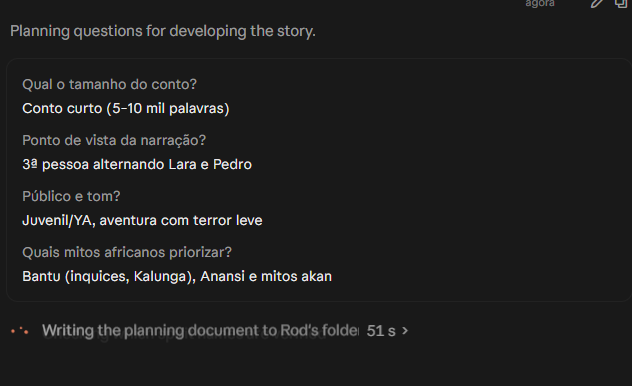 agora
Planning questions for developing the story.
Qual o tamanho do conto?
Conto curto (5-10 mil palavras)
Ponto de vista da narração?
3ª pessoa alternando Lara e Pedro
Público e tom?
Juvenil/YA, aventura com terror leve
Quais mitos africanos priorizar?
Bantu (inquices, Kalunga), Anansi e mitos akan
Writing the planning document to Rod's folde 51 s >